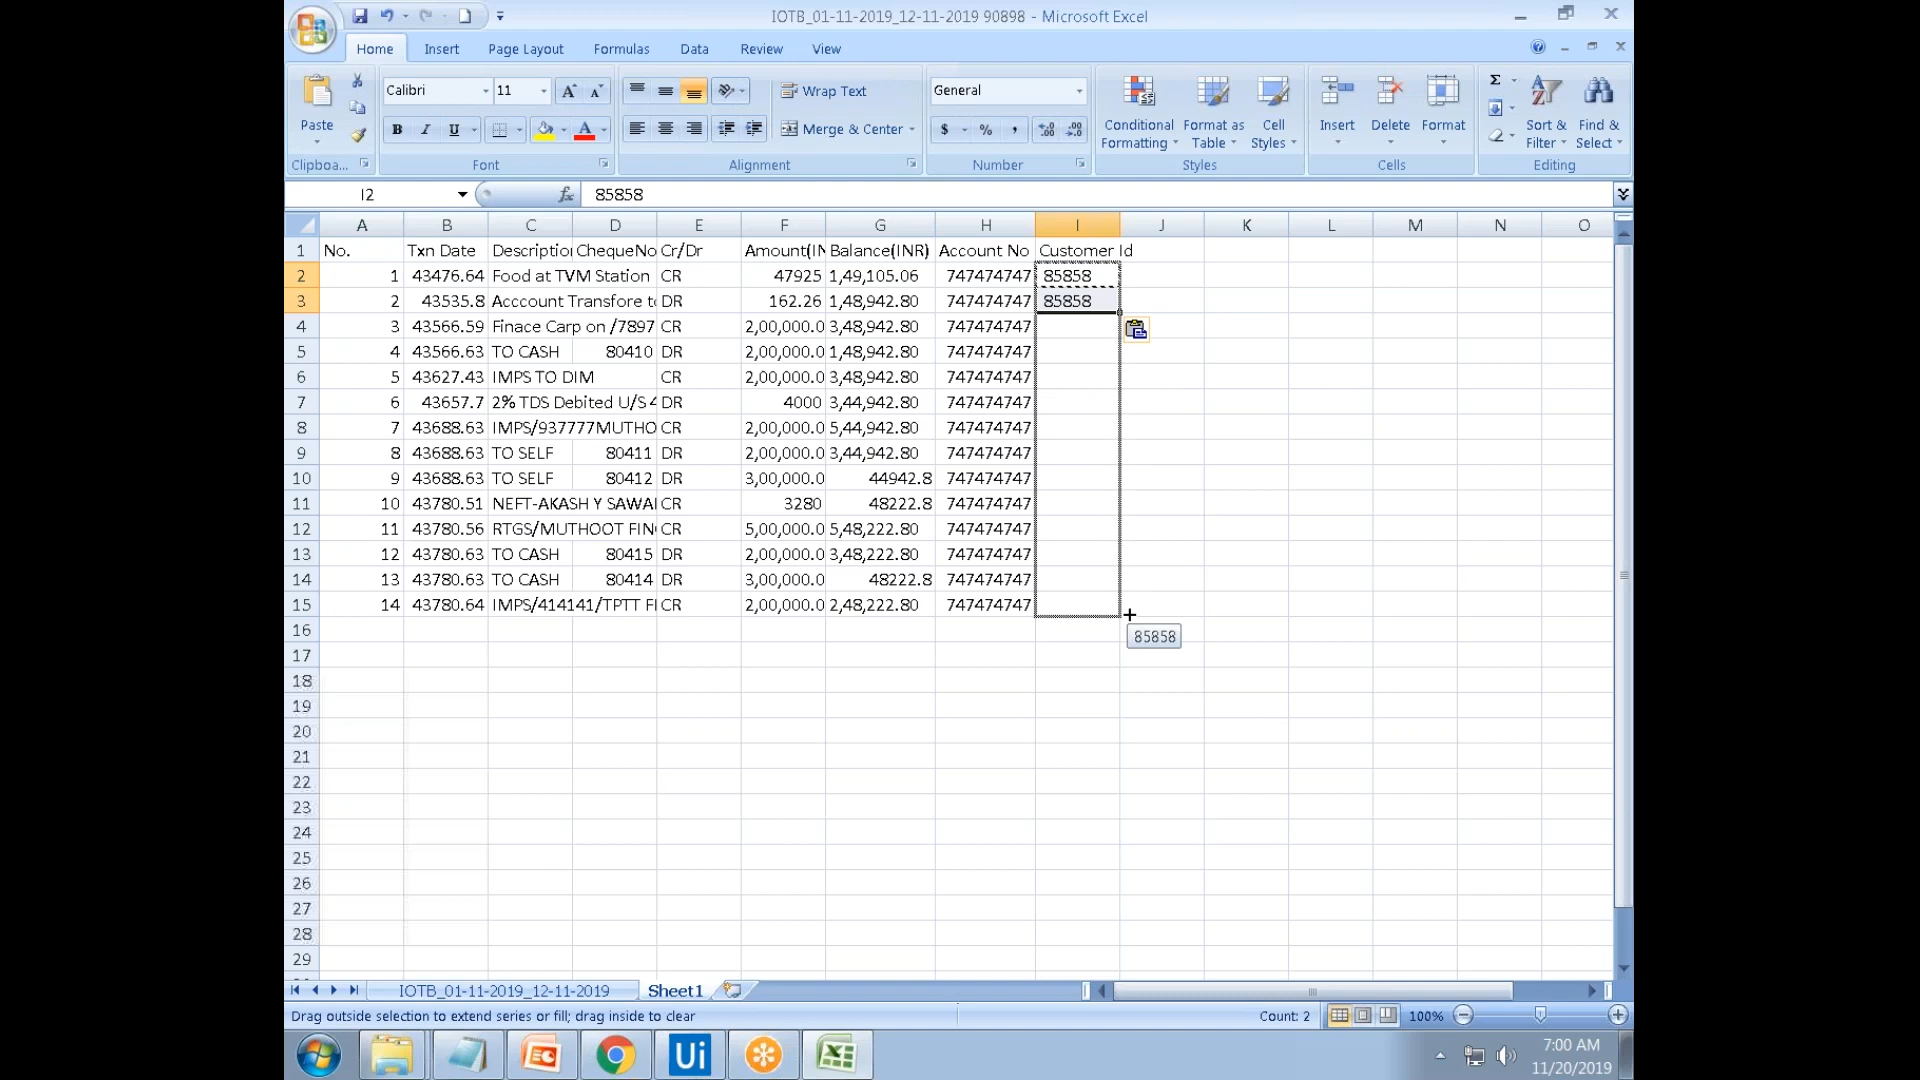 IOTB_01-11-2019_12-11-2019 90898 - Microsoft Excel
Home Insert Page Layout Formulas Data Review View
Calibri 11 Wrap Text General
Paste B I U Merge & Center $ % , Conditional Formatting Format as Table Cell Styles Insert Delete Format Σ Sort & Filter Find & Select
Clipboa... Font Alignment Number Styles Cells Editing
I2 fx 85858
A B C D E F G H I J K L M N O
1 No. Txn Date Description ChequeNo Cr/Dr Amount(IN Balance(INR) Account No Customer Id
2 1 43476.64 Food at TVM Station CR 47925 1,49,105.06 747474747 85858
3 2 43535.8 Acccount Transfore to DR 162.26 1,48,942.80 747474747 85858
4 3 43566.59 Finace Carp on /7897 CR 2,00,000.0 3,48,942.80 747474747
5 4 43566.63 TO CASH 80410 DR 2,00,000.0 1,48,942.80 747474747
6 5 43627.43 IMPS TO DIM CR 2,00,000.0 3,48,942.80 747474747
7 6 43657.7 2% TDS Debited U/S 4 DR 4000 3,44,942.80 747474747
8 7 43688.63 IMPS/937777MUTHO CR 2,00,000.0 5,44,942.80 747474747
9 8 43688.63 TO SELF 80411 DR 2,00,000.0 3,44,942.80 747474747
10 9 43688.63 TO SELF 80412 DR 3,00,000.0 44942.8 747474747
11 10 43780.51 NEFT-AKASH Y SAWA CR 3280 48222.8 747474747
12 11 43780.56 RTGS/MUTHOOT FIN CR 5,00,000.0 5,48,222.80 747474747
13 12 43780.63 TO CASH 80415 DR 2,00,000.0 3,48,222.80 747474747
14 13 43780.63 TO CASH 80414 DR 3,00,000.0 48222.8 747474747
15 14 43780.64 IMPS/414141/TPTT F CR 2,00,000.0 2,48,222.80 747474747
16
85858
17
18
19
20
21
22
23
24
25
26
27
28
29
IOTB_01-11-2019_12-11-2019 Sheet1
Drag outside selection to extend series or fill; drag inside to clear Count: 2 100%
Ui 7:00 AM
11/20/2019